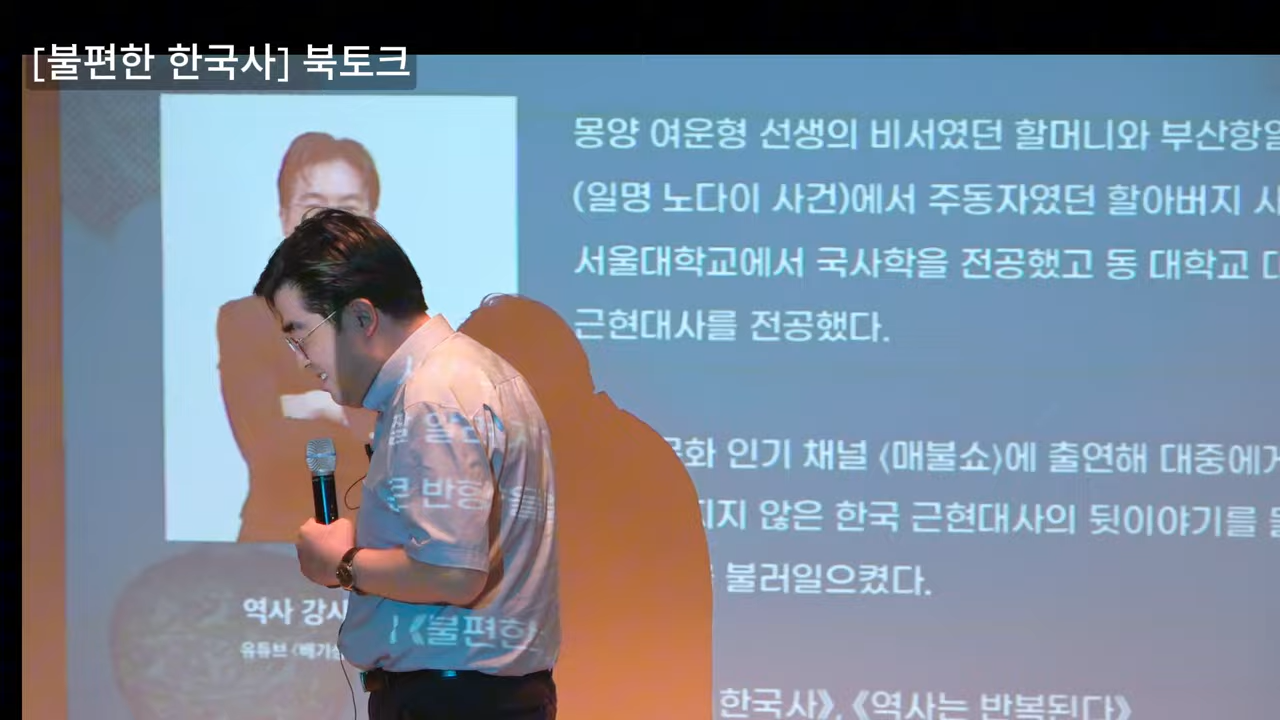 [불편한 한국사] 북토크
몽양 여운형 선생의 비서였던 할머니와 부산항일
(일명 노다이 사건)에서 주동자였던 할아버지 사
서울대학교에서 국사학을 전공했고 동 대학교
근현대사를 전공했다.
인기 채널 〈매불쇼〉에 출연해 대중에게
않은 한국 근현대사의 뒷이야기를
불러일으켰다.
역사 강사
유튜브
《불편한
한국사》, 《역사는 반복된다》